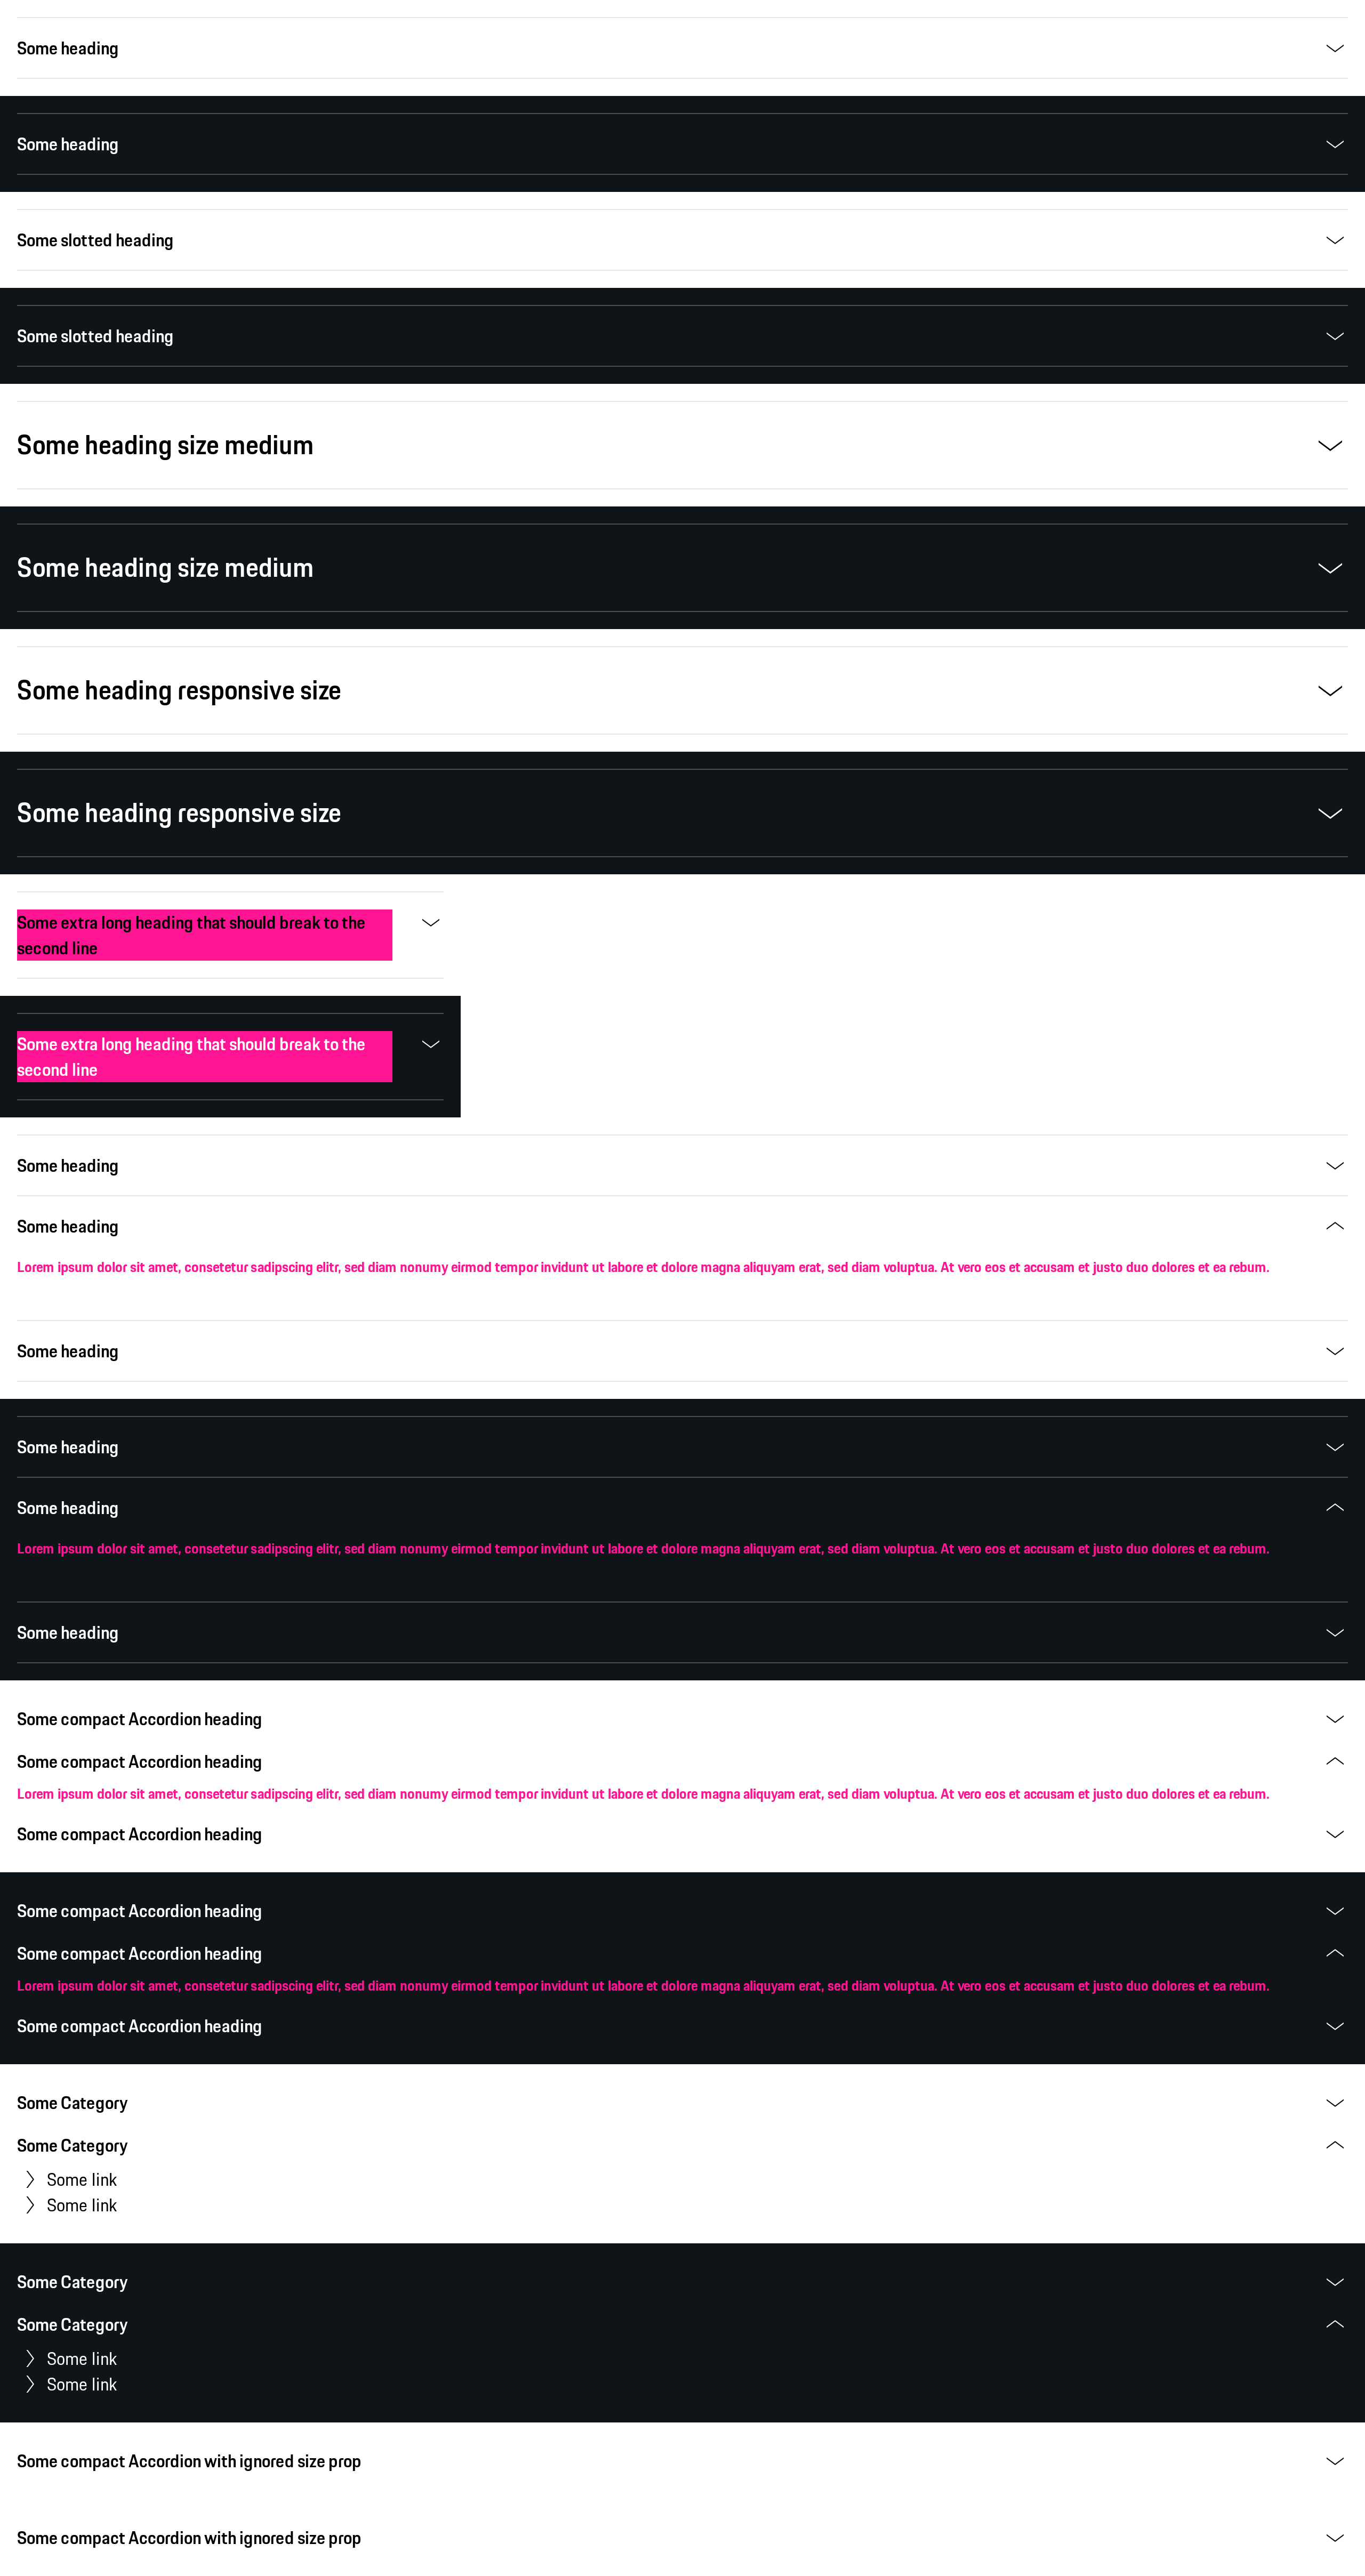 Some heading
Some heading
Some slotted heading
Some slotted heading
Some heading size medium
Some heading size medium
Some heading responsive size
Some heading responsive size
Some extra long heading that should break to the
second line
Some extra long heading that should break to the
second line
Some heading
Some heading
Lorem ipsum dolor sit amet, consetetur sadipscing elitr, sed diam nonumy eirmod tempor invidunt ut labore et dolore magna aliquyam erat, sed diam voluptua. At vero eos et accusam et justo duo dolores et ea rebum.
Some heading
Some heading
Some heading
Lorem ipsum dolor sit amet, consetetur sadipscing elitr, sed diam nonumy eirmod tempor invidunt ut labore et dolore magna aliquyam erat, sed diam voluptua. At vero eos et accusam et justo duo dolores et ea rebum.
Some heading
Some compact Accordion heading
Some compact Accordion heading
Lorem ipsum dolor sit amet, consetetur sadipscing elitr, sed diam nonumy eirmod tempor invidunt ut labore et dolore magna aliquyam erat, sed diam voluptua. At vero eos et accusam et justo duo dolores et ea rebum.
Some compact Accordion heading
Some compact Accordion heading
Some compact Accordion heading
Lorem ipsum dolor sit amet, consetetur sadipscing elitr, sed diam nonumy eirmod tempor invidunt ut labore et dolore magna aliquyam erat, sed diam voluptua. At vero eos et accusam et justo duo dolores et ea rebum.
Some compact Accordion heading
Some Category
Some Category
Some link
Some link
Some Category
Some Category
Some link
Some link
Some compact Accordion with ignored size prop
Some compact Accordion with ignored size prop